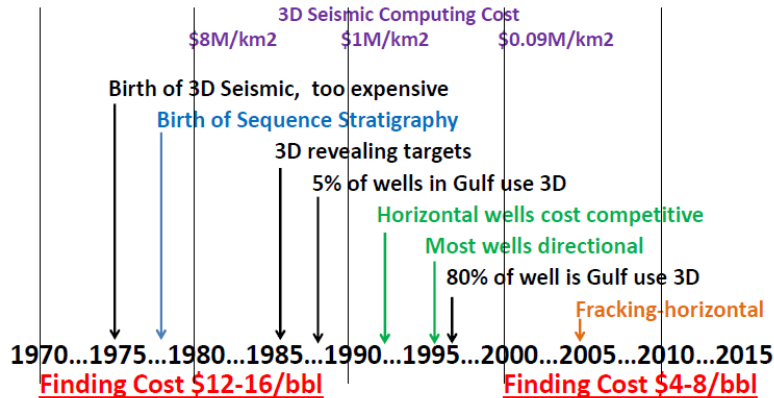 3D Seismic Computing Cost
$8M/km2 $1M/km2 $0.09M/km2
Birth of 3D Seismic, too expensive
Birth of Sequence Stratigraphy
3D revealing targets
5% of wells in Gulf use 3D
Horizontal wells cost competitive
Most wells directional
80% of well is Gulf use 3D
Fracking-horizontal
1970...1975...1980...1985...1990...1995...2000...2005...2010...2015
Finding Cost $12-16/bbl Finding Cost $4-8/bbl